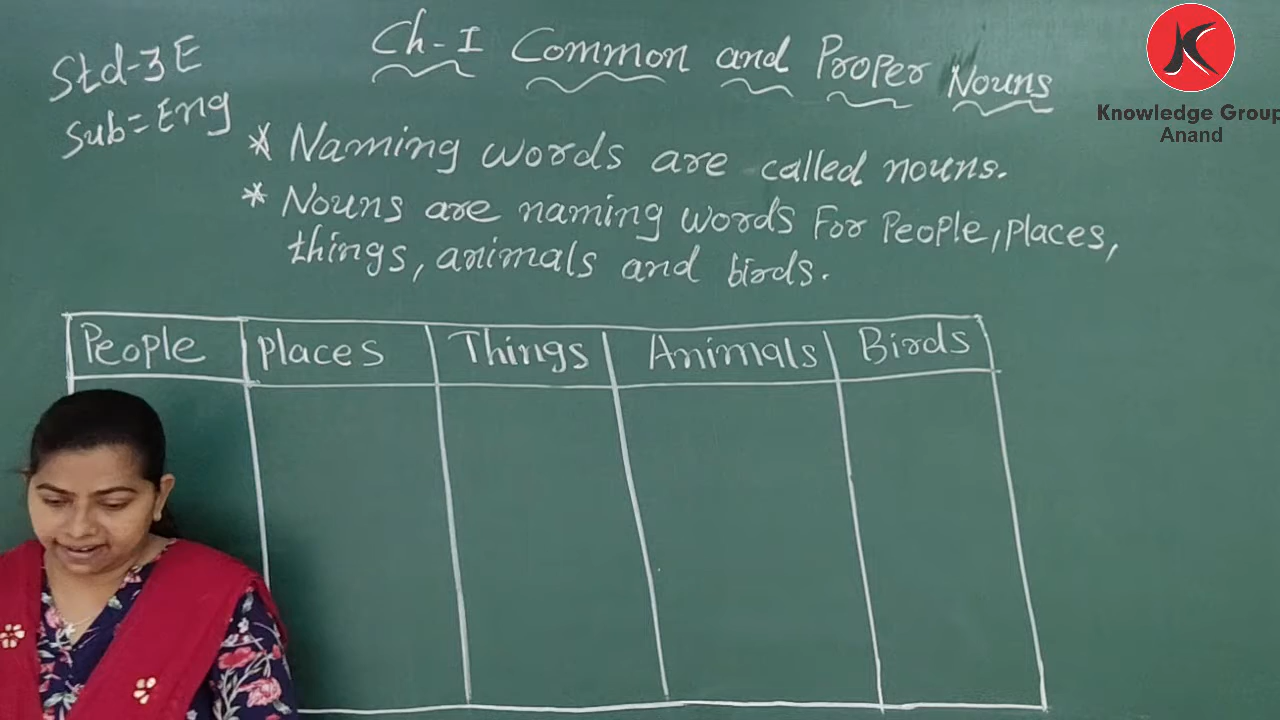 Std-3 E
Sub=Eng
Ch-I Common and Proper Nouns
* Naming words are called nouns.
* Nouns are naming words For People, places,
things, animals and birds.
People Places Things Animals Birds
K
Knowledge Group
Anand